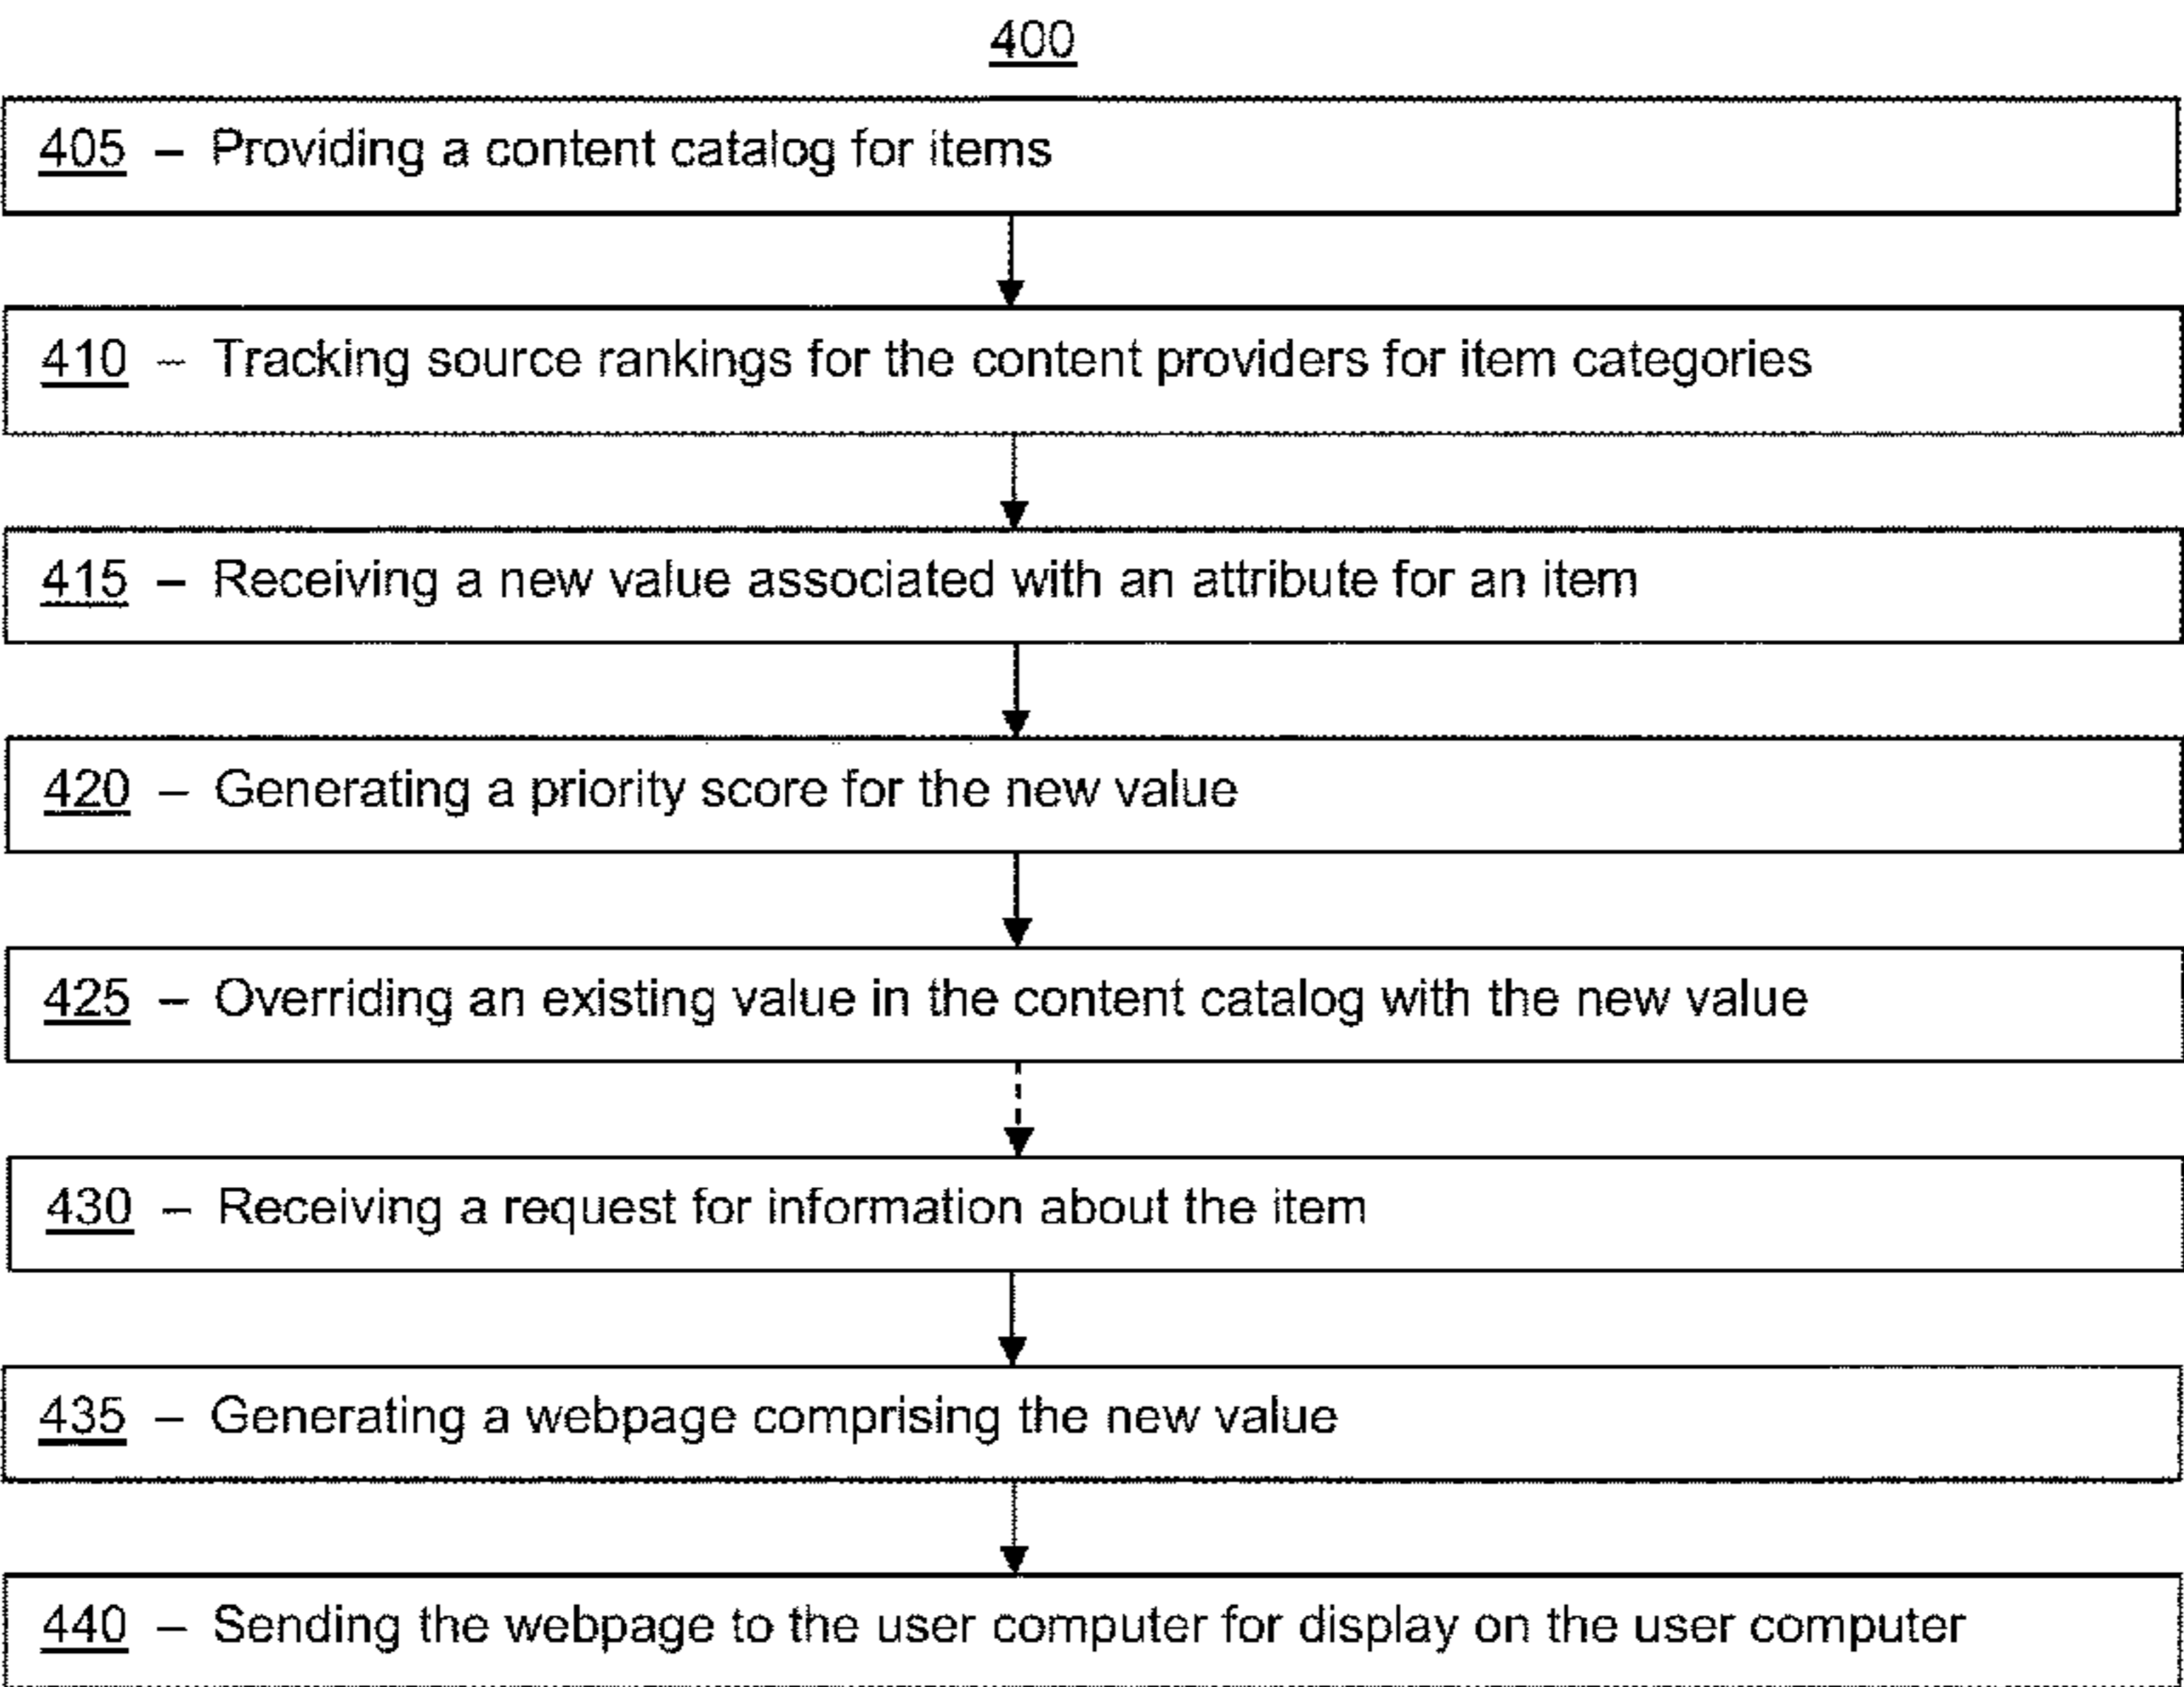 400
405 – Providing a content catalog for items
410 – Tracking source rankings for the content providers for item categories
415 – Receiving a new value associated with an attribute for an item
420 – Generating a priority score for the new value
425 – Overriding an existing value in the content catalog with the new value
430 – Receiving a request for information about the item
435 – Generating a webpage comprising the new value
440 – Sending the webpage to the user computer for display on the user computer